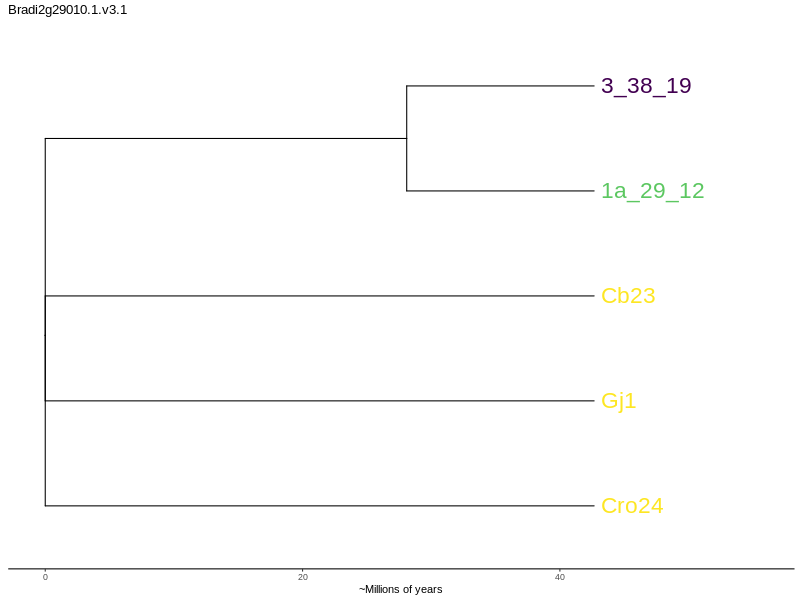 Bradi2g29010.1.v3.1
3_38_19
1a_29_12
Cb23
Gj1
Cro24
0 20 40
~Millions of years